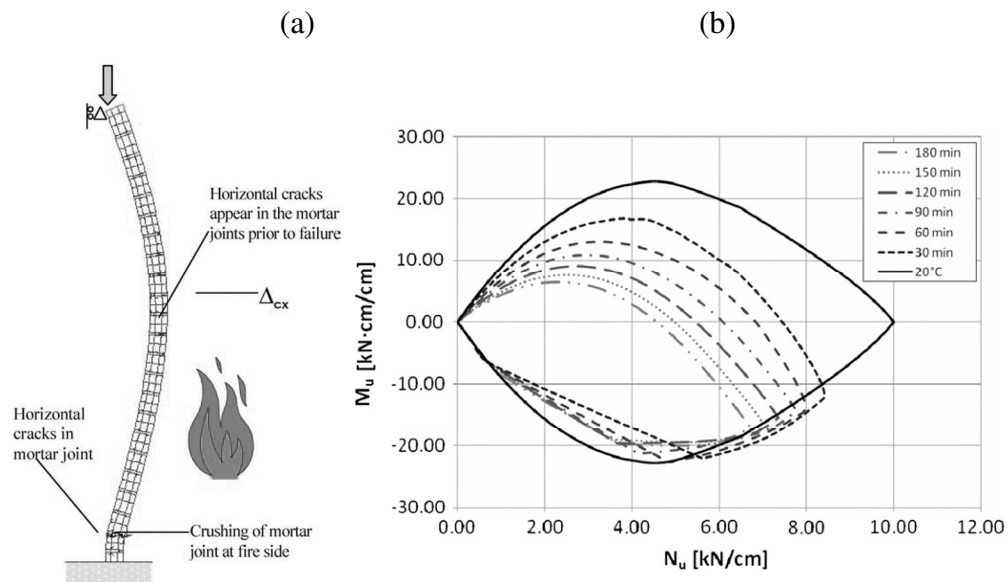 (a)
(b)
Δ
Horizontal cracks
appear in the mortar
joints prior to failure
Δcx
Horizontal
cracks in
mortar joint
Crushing of mortar
joint at fire side
30.00
20.00
10.00
0.00
-10.00
-20.00
-30.00
Mu [kN·cm/cm]
180 min
150 min
120 min
90 min
60 min
30 min
20°C
0.00
2.00
4.00
6.00
8.00
10.00
12.00
Nu [kN/cm]